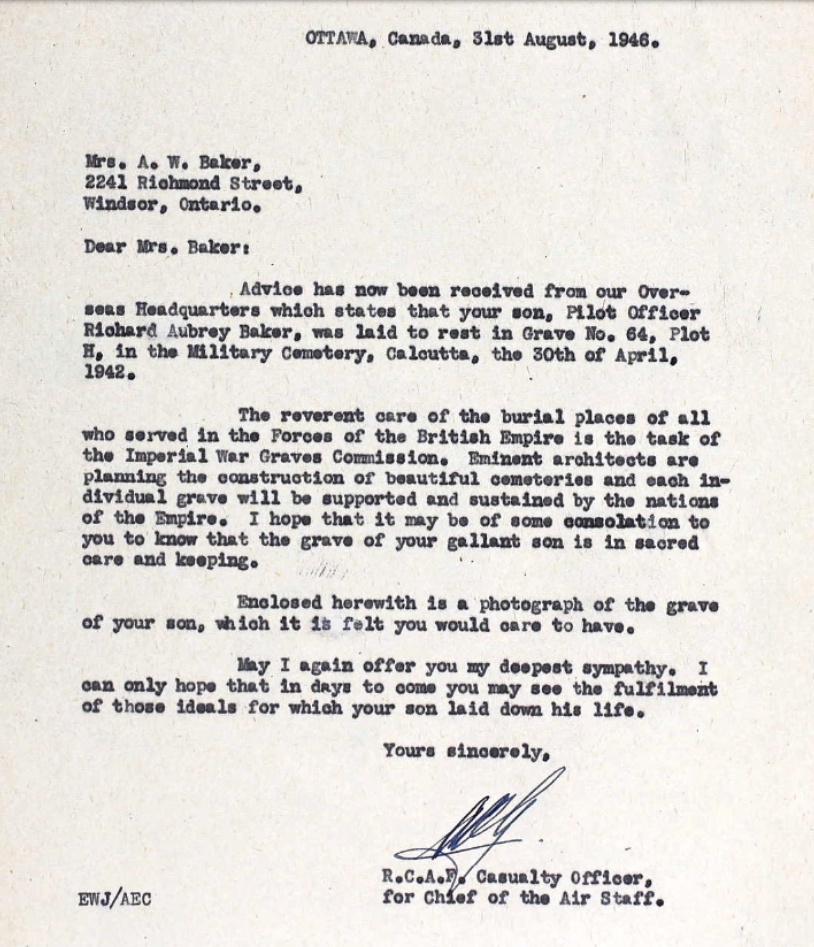 OTTAWA, Canada, 31st August, 1946.
Mrs. A. W. Baker,
2241 Richmond Street,
Windsor, Ontario.
Dear Mrs. Baker:
Advice has now been received from our Over-
seas Headquarters which states that your son, Pilot Officer
Richard Aubrey Baker, was laid to rest in Grave No. 64, Plot
H, in the Military Cemetery, Calcutta, the 30th of April,
1942.
The reverent care of the burial places of all
who served in the Forces of the British Empire is the task of
the Imperial War Graves Commission. Eminent architects are
planning the construction of beautiful cemeteries and each in-
dividual grave will be supported and sustained by the nations
of the Empire. I hope that it may be of some consolation to
you to know that the grave of your gallant son is in sacred
care and keeping.
Enclosed herewith is a photograph of the grave
of your son, which it is felt you would care to have.
May I again offer you my deepest sympathy. I
can only hope that in days to come you may see the fulfilment
of those ideals for which your son laid down his life.
Yours sincerely,
R.C.A.F. Casualty Officer,
for Chief of the Air Staff.
EWJ/AEC